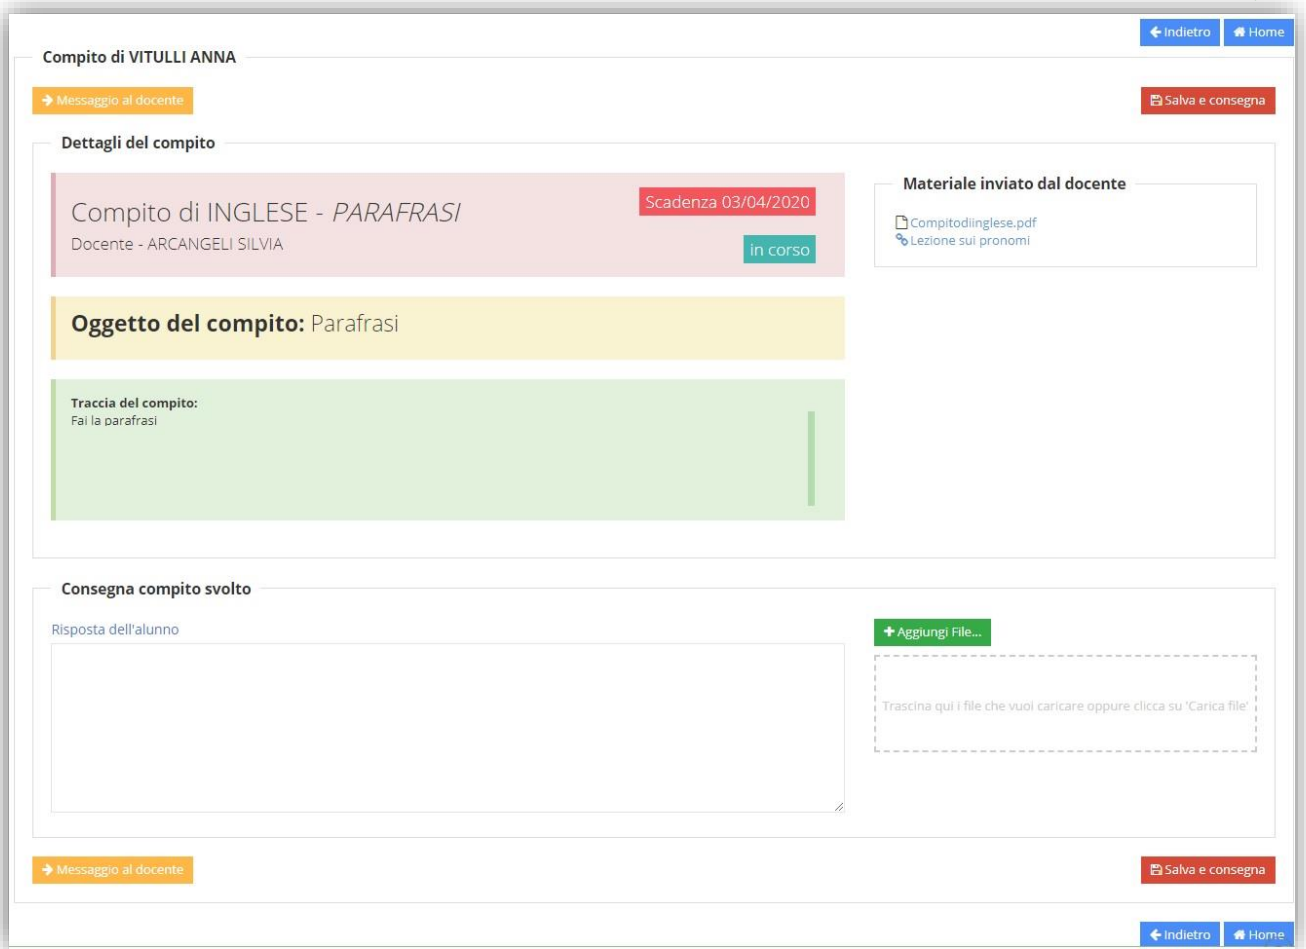 Indietro Home
Compito di VITULLI ANNA
Messaggio al docente Salva e consegna
Dettagli del compito
Compito di INGLESE - PARAFRASI Scadenza 03/04/2020
Docente - ARCANGELI SILVIA in corso
Materiale inviato dal docente
Compitodiinglese.pdf
Lezione sui pronomi
Oggetto del compito: Parafrasi
Traccia del compito:
Fai la parafrasi
Consegna compito svolto
Risposta dell'alunno
+ Aggiungi File...
Trascina qui i file che vuoi caricare oppure clicca su 'Carica file'
Messaggio al docente Salva e consegna
Indietro Home